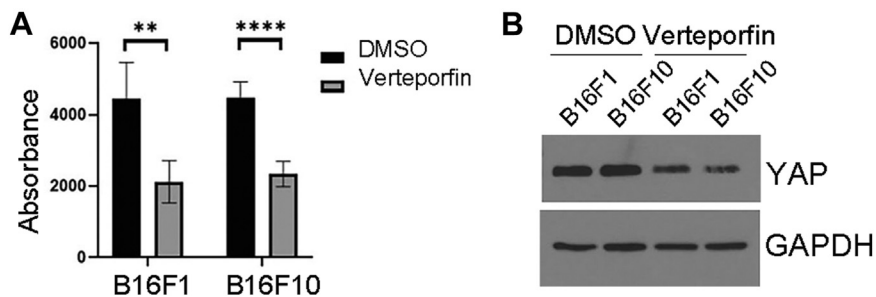 A
Absorbance
6000
4000
2000
0
**
****
DMSO
Verteporfin
B16F1
B16F10
B
DMSO Verteporfin
B16F1 B16F10 B16F1 B16F10
YAP
GAPDH